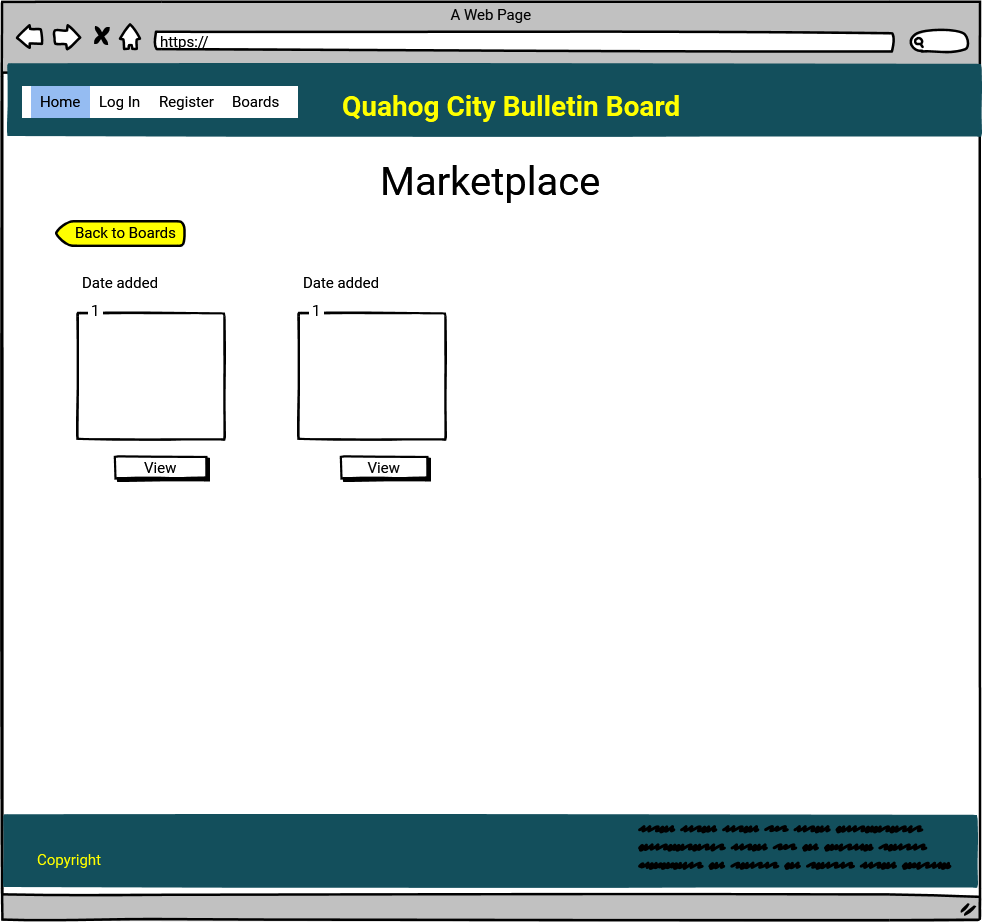 A Web Page
https://
Home Log In Register Boards
Quahog City Bulletin Board
Marketplace
Back to Boards
Date added Date added
1 1
View View
Copyright